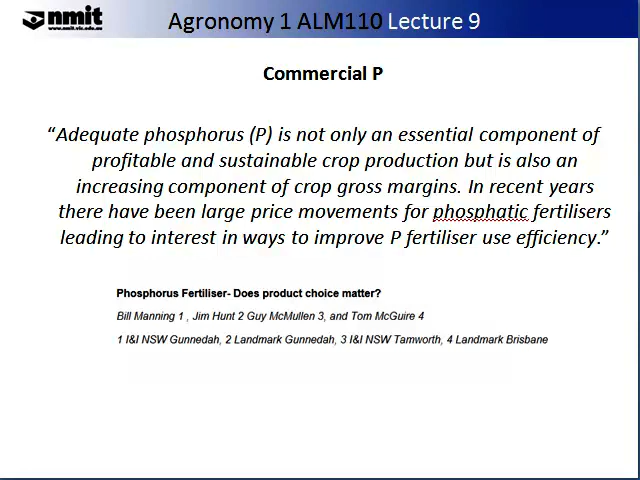 nmit
www.nmit.vic.edu.au
Agronomy 1 ALM110 Lecture 9
Commercial P
“Adequate phosphorus (P) is not only an essential component of
profitable and sustainable crop production but is also an
increasing component of crop gross margins. In recent years
there have been large price movements for phosphatic fertilisers
leading to interest in ways to improve P fertiliser use efficiency.”
Phosphorus Fertiliser- Does product choice matter?
Bill Manning 1 , Jim Hunt 2 Guy McMullen 3, and Tom McGuire 4
1 I&I NSW Gunnedah, 2 Landmark Gunnedah, 3 I&I NSW Tamworth, 4 Landmark Brisbane